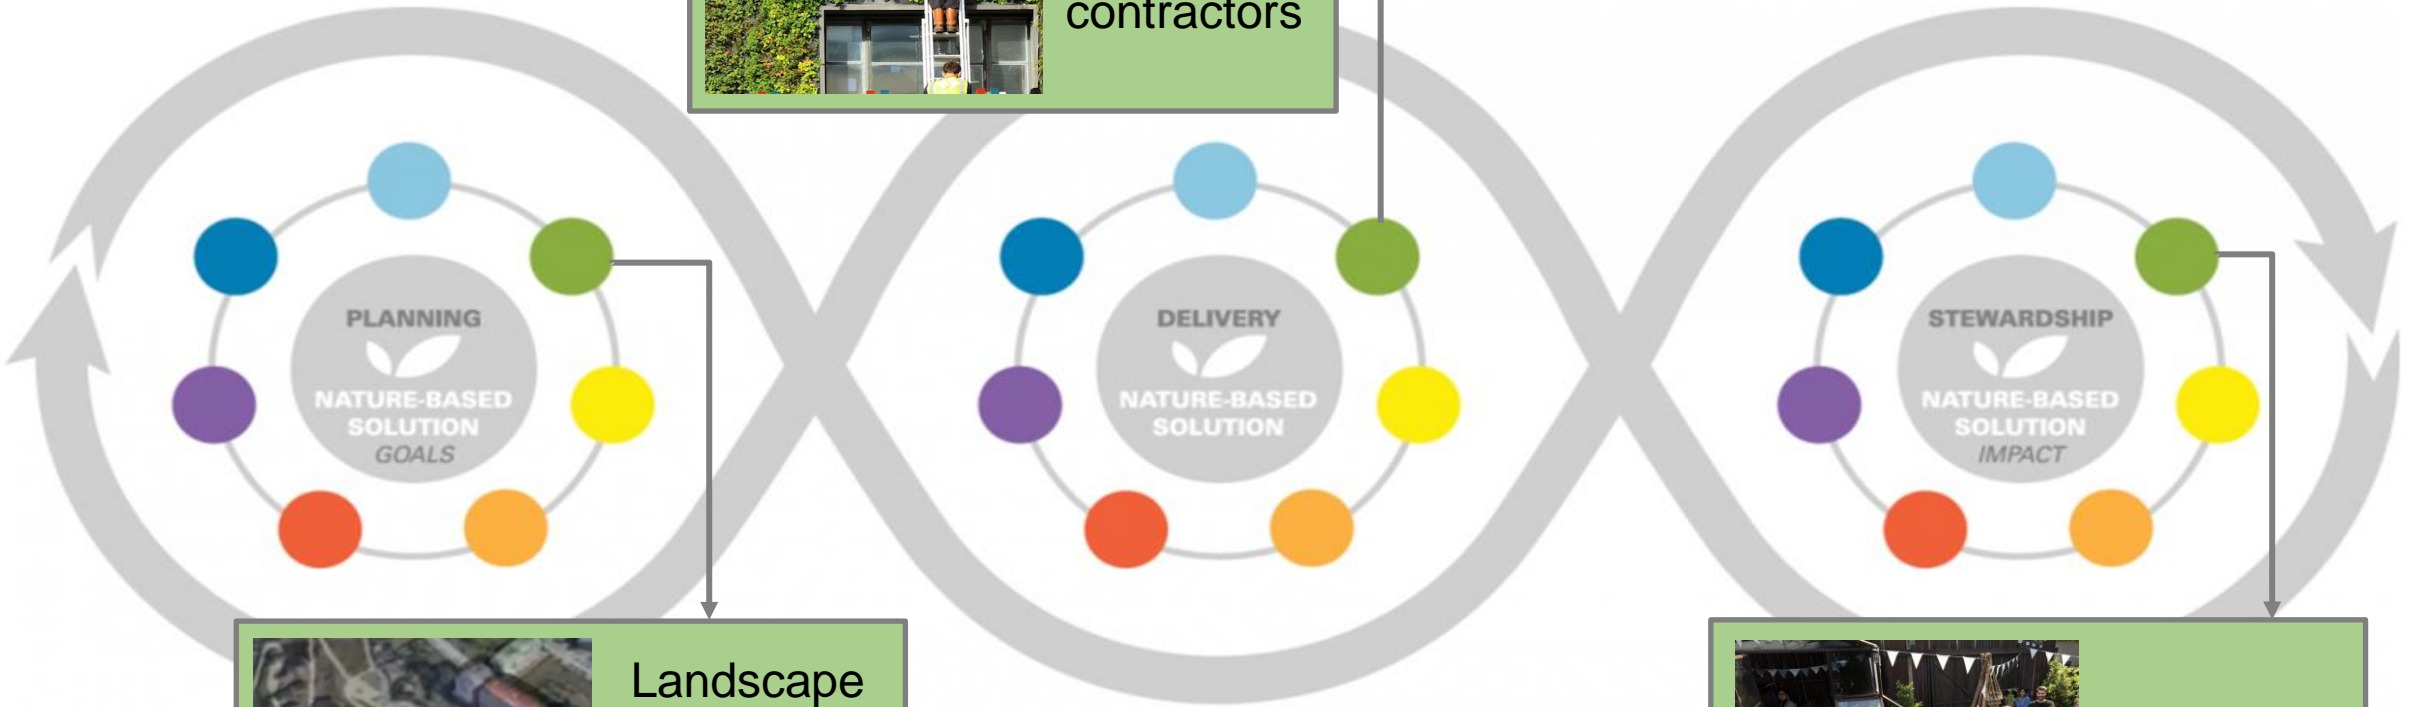 contractors
PLANNING
NATURE-BASED
SOLUTION
GOALS
DELIVERY
NATURE-BASED
SOLUTION
STEWARDSHIP
NATURE-BASED
SOLUTION
IMPACT
Landscape